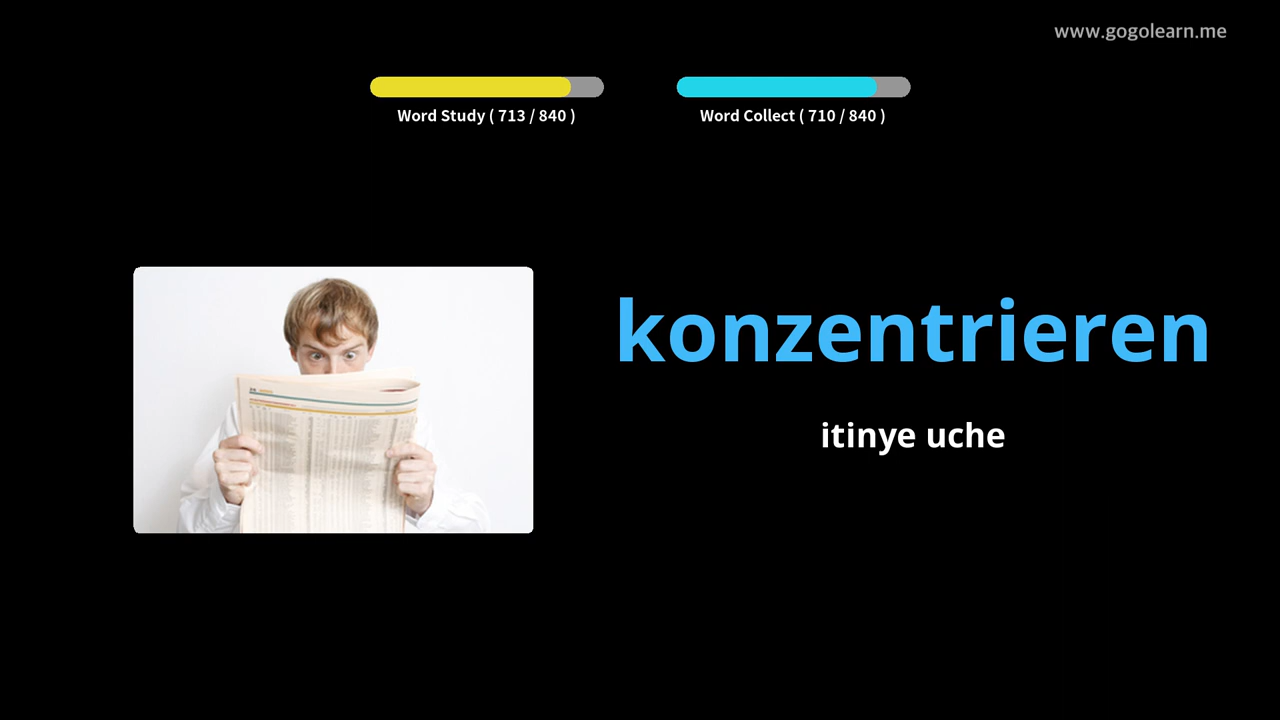 www.gogolearn.me
Word Study ( 713 / 840 )
Word Collect ( 710 / 840 )
konzentrieren
itinye uche